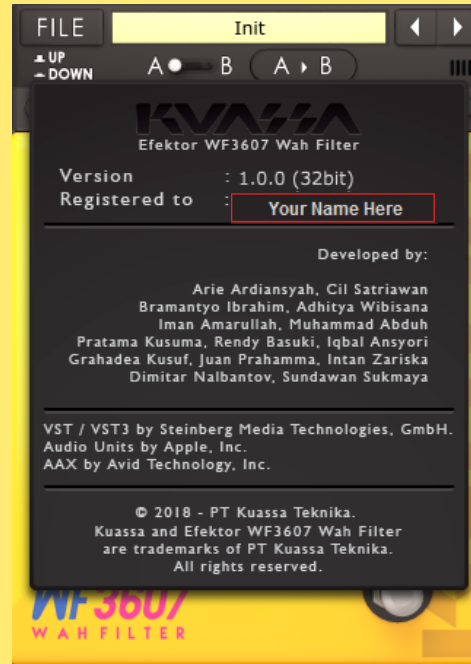 FILE
Init
UP
DOWN
A B
A B
KVASSA
Efektor WF3607 Wah Filter
Version : 1.0.0 (32bit)
Registered to : Your Name Here
Developed by:
Arie Ardiansyah, Cil Satriawan
Bramantyo Ibrahim, Adhitya Wibisana
Iman Amarullah, Muhammad Abduh
Pratama Kusuma, Rendy Basuki, Iqbal Ansyori
Grahadea Kusuf, Juan Prahamma, Intan Zariska
Dimitar Nalbantov, Sundawan Sukmaya
VST / VST3 by Steinberg Media Technologies, GmbH.
Audio Units by Apple, Inc.
AAX by Avid Technology, Inc.
© 2018 - PT Kuassa Teknika.
Kuassa and Efektor WF3607 Wah Filter
are trademarks of PT Kuassa Teknika.
All rights reserved.
WF3607
WAH FILTER